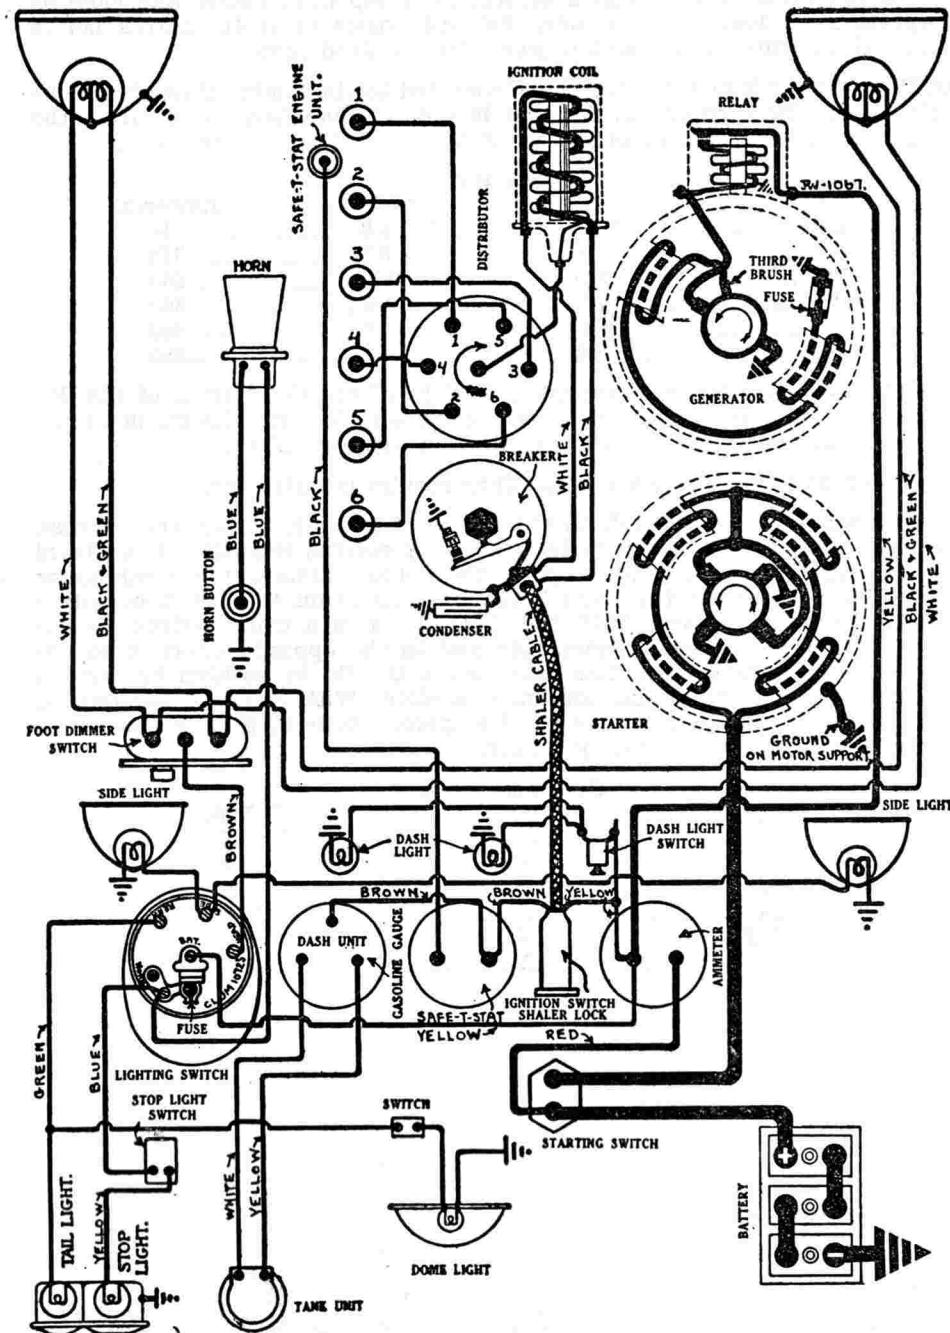 IGNITION COIL
RELAY
SAFE-T-STAT ENGINE
UNIT.
1
2
3
4
5
6
DISTRIBUTOR
HORN
RW-1067.
THIRD
BRUSH
FUSE
GENERATOR
1
5
4
3
2
6
BREAKER
WHITE
BLACK
CONDENSER
WHITE
BLACK & GREEN
BLUE
BLUE
BLACK
HORN BUTTON
YELLOW
BLACK & GREEN
WHITE
SHALER CABLE
STARTER
GROUND
ON MOTOR SUPPORT
FOOT DIMMER
SWITCH
SIDE LIGHT
BROWN
DASH
LIGHT
DASH LIGHT
SWITCH
SIDE LIGHT
BROWN
BROWN
YELLOW
BAT.
CLUM 10725
FUSE
LIGHTING SWITCH
DASH UNIT
GASOLINE GAUGE
SAFE-T-STAT
YELLOW
IGNITION SWITCH
SHALER LOCK
AMMETER
RED
GREEN
BLUE
STOP LIGHT
SWITCH
SWITCH
STARTING SWITCH
WHITE
YELLOW
TAIL LIGHT.
YELLOW
STOP
LIGHT.
DOME LIGHT
TANK UNIT
BATTERY
+
-